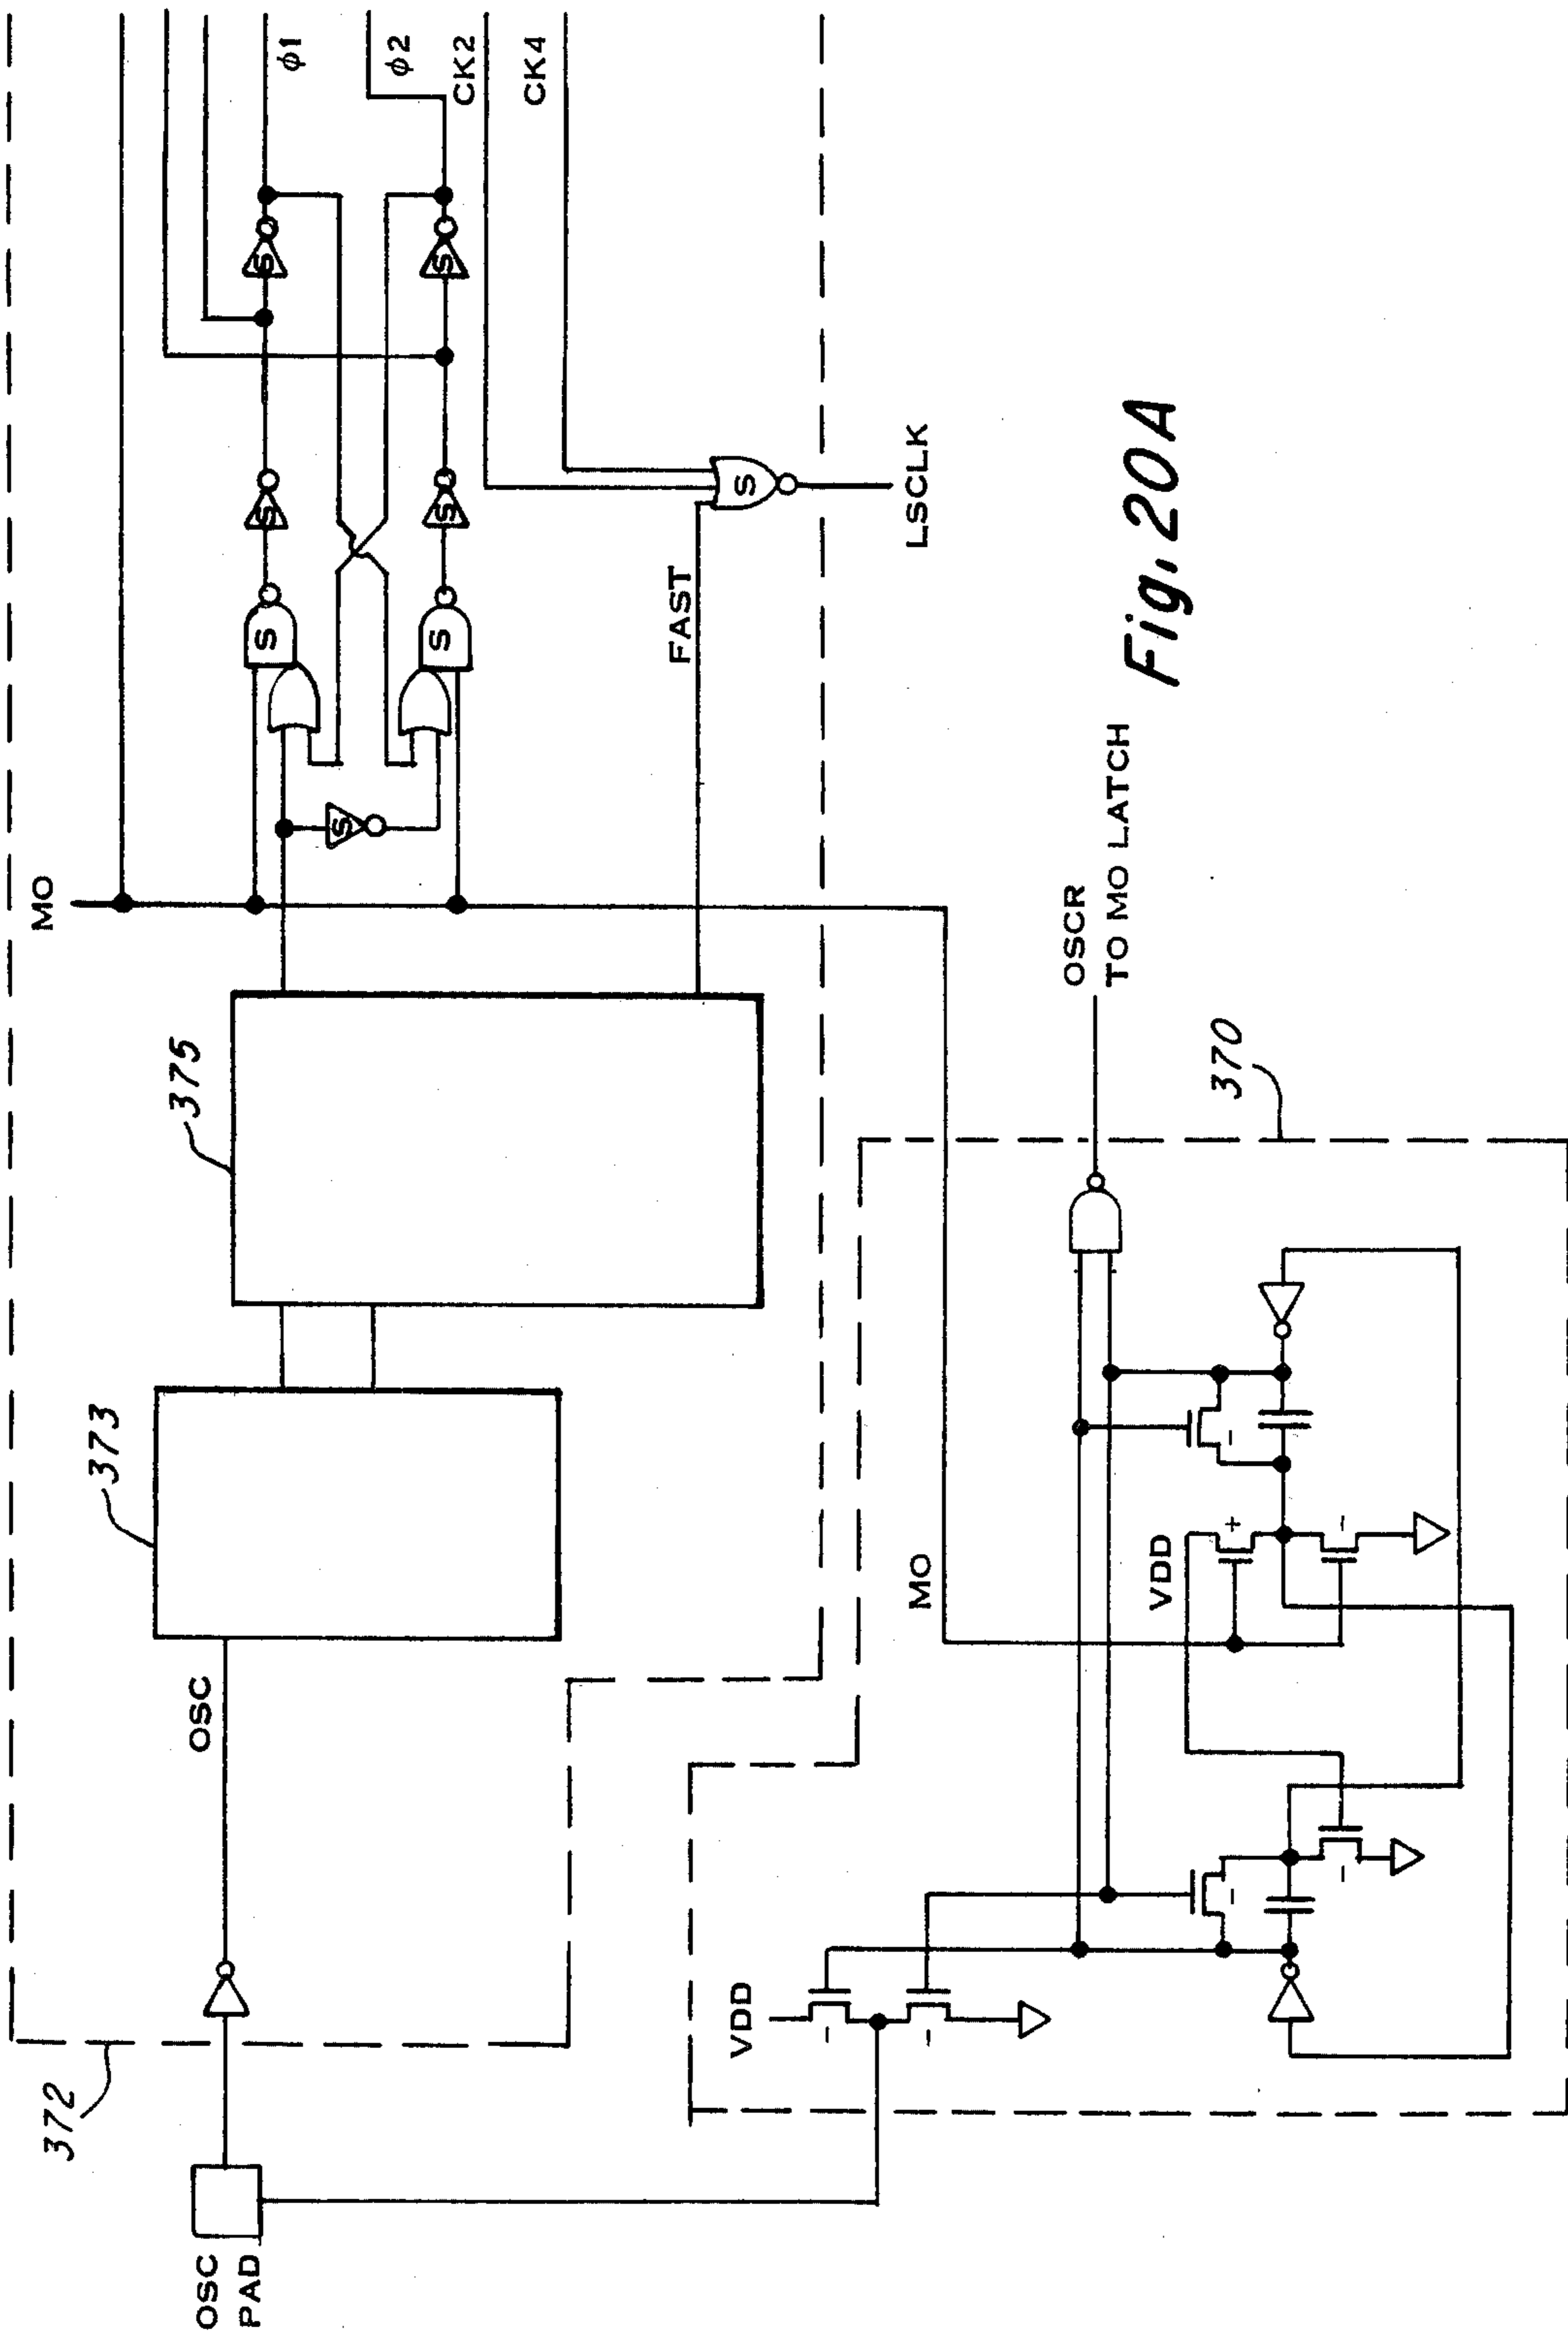 OSC
PAD
372
OSC
373
375
MO
S
S
S
S
S
S
S
φ1
φ2
CK2
CK4
FAST
S
LSCLK
VDD
-
-
-
-
MO
VDD
+
-
-
370
OSCR
TO MO LATCH
Fig. 20A